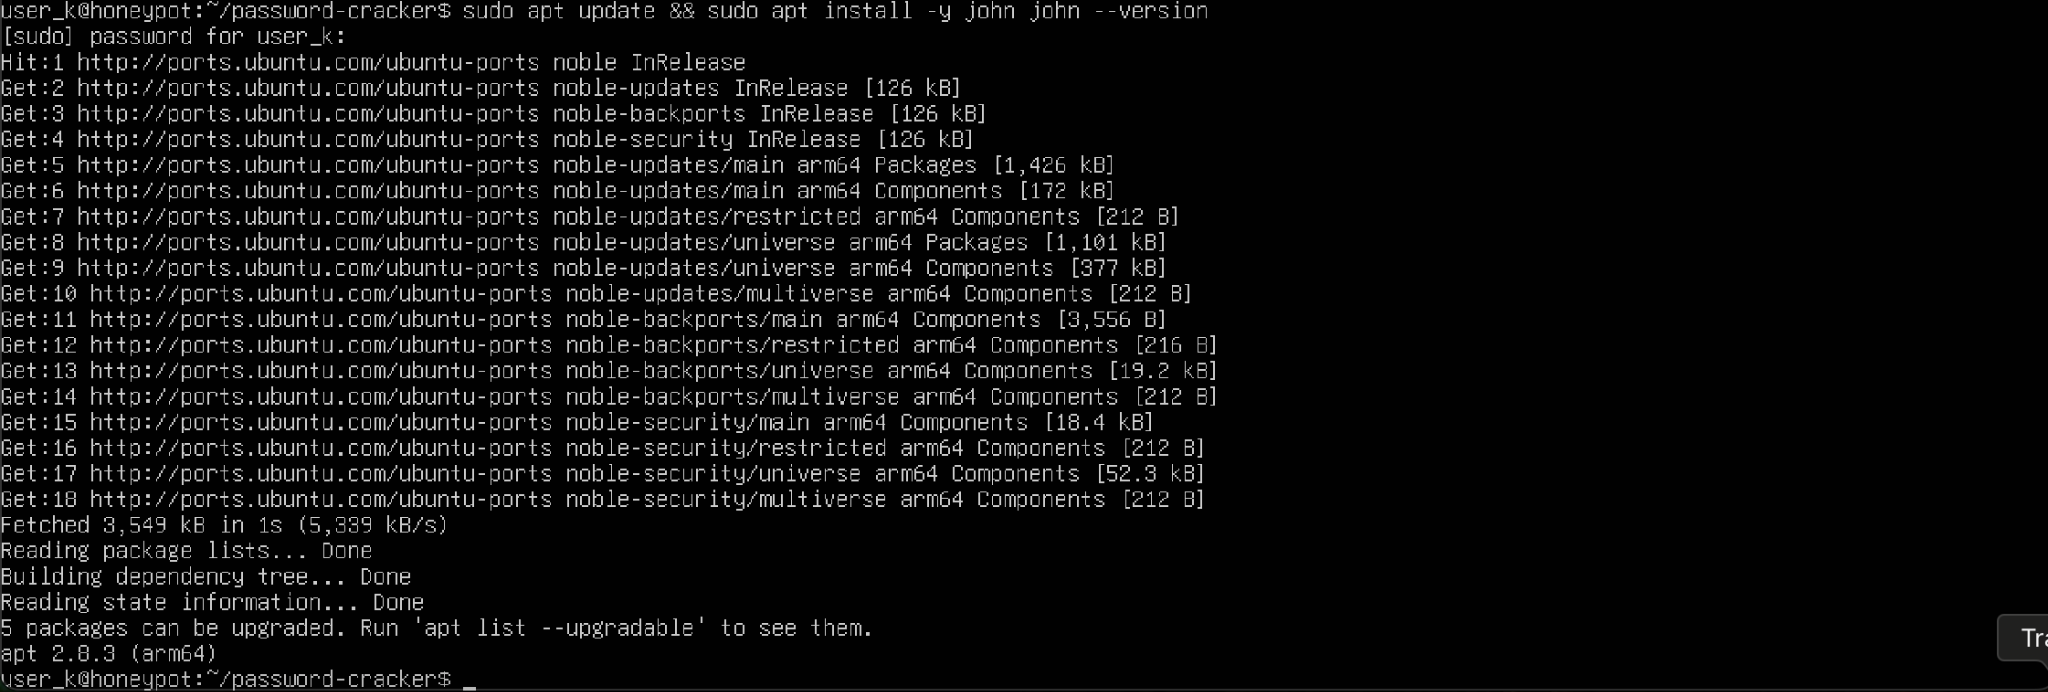 user_k@honeypot:~/password-cracker$ sudo apt update && sudo apt install -y john john --version
[sudo] password for user_k:
Hit:1 http://ports.ubuntu.com/ubuntu-ports noble InRelease
Get:2 http://ports.ubuntu.com/ubuntu-ports noble-updates InRelease [126 kB]
Get:3 http://ports.ubuntu.com/ubuntu-ports noble-backports InRelease [126 kB]
Get:4 http://ports.ubuntu.com/ubuntu-ports noble-security InRelease [126 kB]
Get:5 http://ports.ubuntu.com/ubuntu-ports noble-updates/main arm64 Packages [1,426 kB]
Get:6 http://ports.ubuntu.com/ubuntu-ports noble-updates/main arm64 Components [172 kB]
Get:7 http://ports.ubuntu.com/ubuntu-ports noble-updates/restricted arm64 Components [212 B]
Get:8 http://ports.ubuntu.com/ubuntu-ports noble-updates/universe arm64 Packages [1,101 kB]
Get:9 http://ports.ubuntu.com/ubuntu-ports noble-updates/universe arm64 Components [377 kB]
Get:10 http://ports.ubuntu.com/ubuntu-ports noble-updates/multiverse arm64 Components [212 B]
Get:11 http://ports.ubuntu.com/ubuntu-ports noble-backports/main arm64 Components [3,556 B]
Get:12 http://ports.ubuntu.com/ubuntu-ports noble-backports/restricted arm64 Components [216 B]
Get:13 http://ports.ubuntu.com/ubuntu-ports noble-backports/universe arm64 Components [19.2 kB]
Get:14 http://ports.ubuntu.com/ubuntu-ports noble-backports/multiverse arm64 Components [212 B]
Get:15 http://ports.ubuntu.com/ubuntu-ports noble-security/main arm64 Components [18.4 kB]
Get:16 http://ports.ubuntu.com/ubuntu-ports noble-security/restricted arm64 Components [212 B]
Get:17 http://ports.ubuntu.com/ubuntu-ports noble-security/universe arm64 Components [52.3 kB]
Get:18 http://ports.ubuntu.com/ubuntu-ports noble-security/multiverse arm64 Components [212 B]
Fetched 3,549 kB in 1s (5,339 kB/s)
Reading package lists... Done
Building dependency tree... Done
Reading state information... Done
5 packages can be upgraded. Run 'apt list --upgradable' to see them.
Tra
apt 2.8.3 (arm64)
user_k@honeypot:~/password-cracker$ _